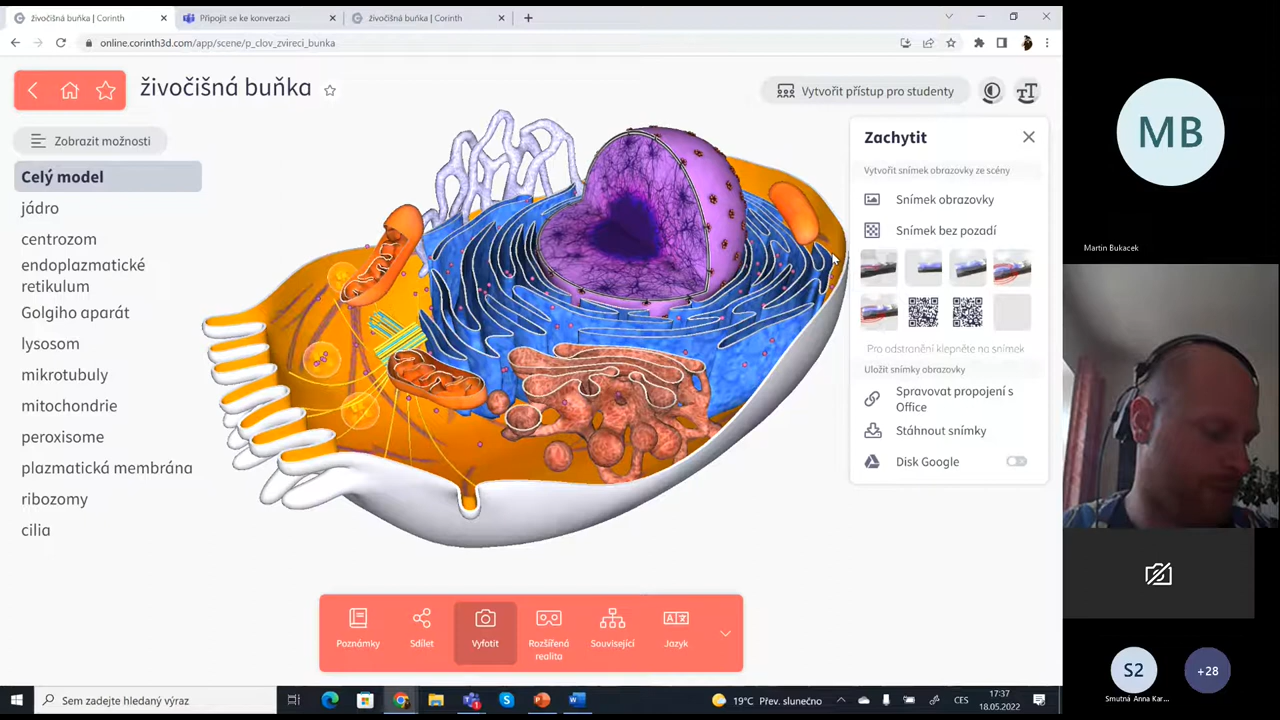 živočišná buňka | Corinth
Připojit se ke konverzaci
živočišná buňka | Corinth
online.corinth3d.com/app/scene/p_clov_zvireci_bunka
živočišná buňka
Vytvořit přístup pro studenty
Zobrazit možnosti
Celý model
jádro
centrozom
endoplazmatické
retikulum
Golgiho aparát
lysosom
mikrotubuly
mitochondrie
peroxisome
plazmatická membrána
ribozomy
cilia
Zachytit
Vytvořit snímek obrazovky ze scény
Snímek obrazovky
Snímek bez pozadí
Pro odstranění klepněte na snímek
Uložit snímky obrazovky
Spravovat propojení s
Office
Stáhnout snímky
Disk Google
Poznámky
Sdílet
Vyfotit
Rozšířená
realita
Související
Jazyk
Sem zadejte hledaný výraz
19°C Přev. slunečno
CES
17:37
18.05.2022
MB
Martin Bukacek
S2
Smutná Anna Kar...
+28